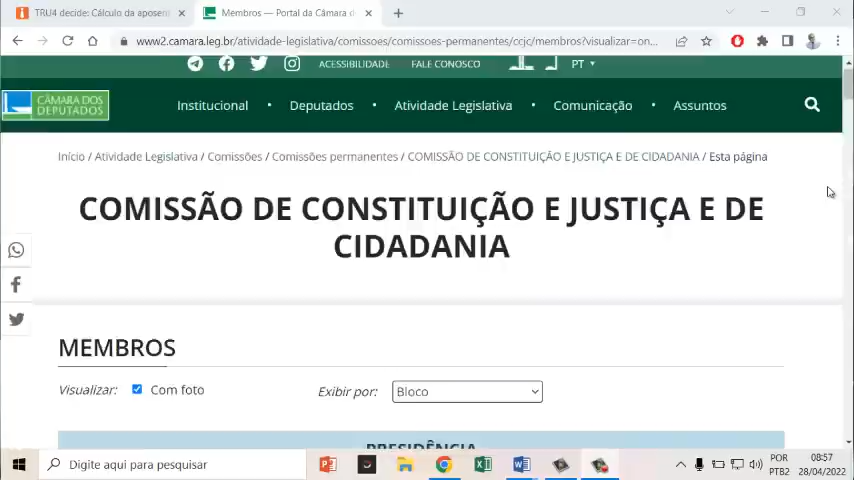 TRU4 decide: Cálculo da aposen
Membros — Portal da Câmara d
www2.camara.leg.br/atividade-legislativa/comissoes/comissoes-permanentes/ccjc/membros?visualizar=on...
ACESSIBILIDADE FALE CONOSCO PT
CÂMARA DOS DEPUTADOS
Institucional • Deputados • Atividade Legislativa • Comunicação • Assuntos
Início / Atividade Legislativa / Comissões / Comissões permanentes / COMISSÃO DE CONSTITUIÇÃO E JUSTIÇA E DE CIDADANIA / Esta página
COMISSÃO DE CONSTITUIÇÃO E JUSTIÇA E DE
CIDADANIA
MEMBROS
Visualizar: Com foto Exibir por: Bloco
PRESIDÊNCIA
Digite aqui para pesquisar
POR 08:57
PTB2 28/04/2022